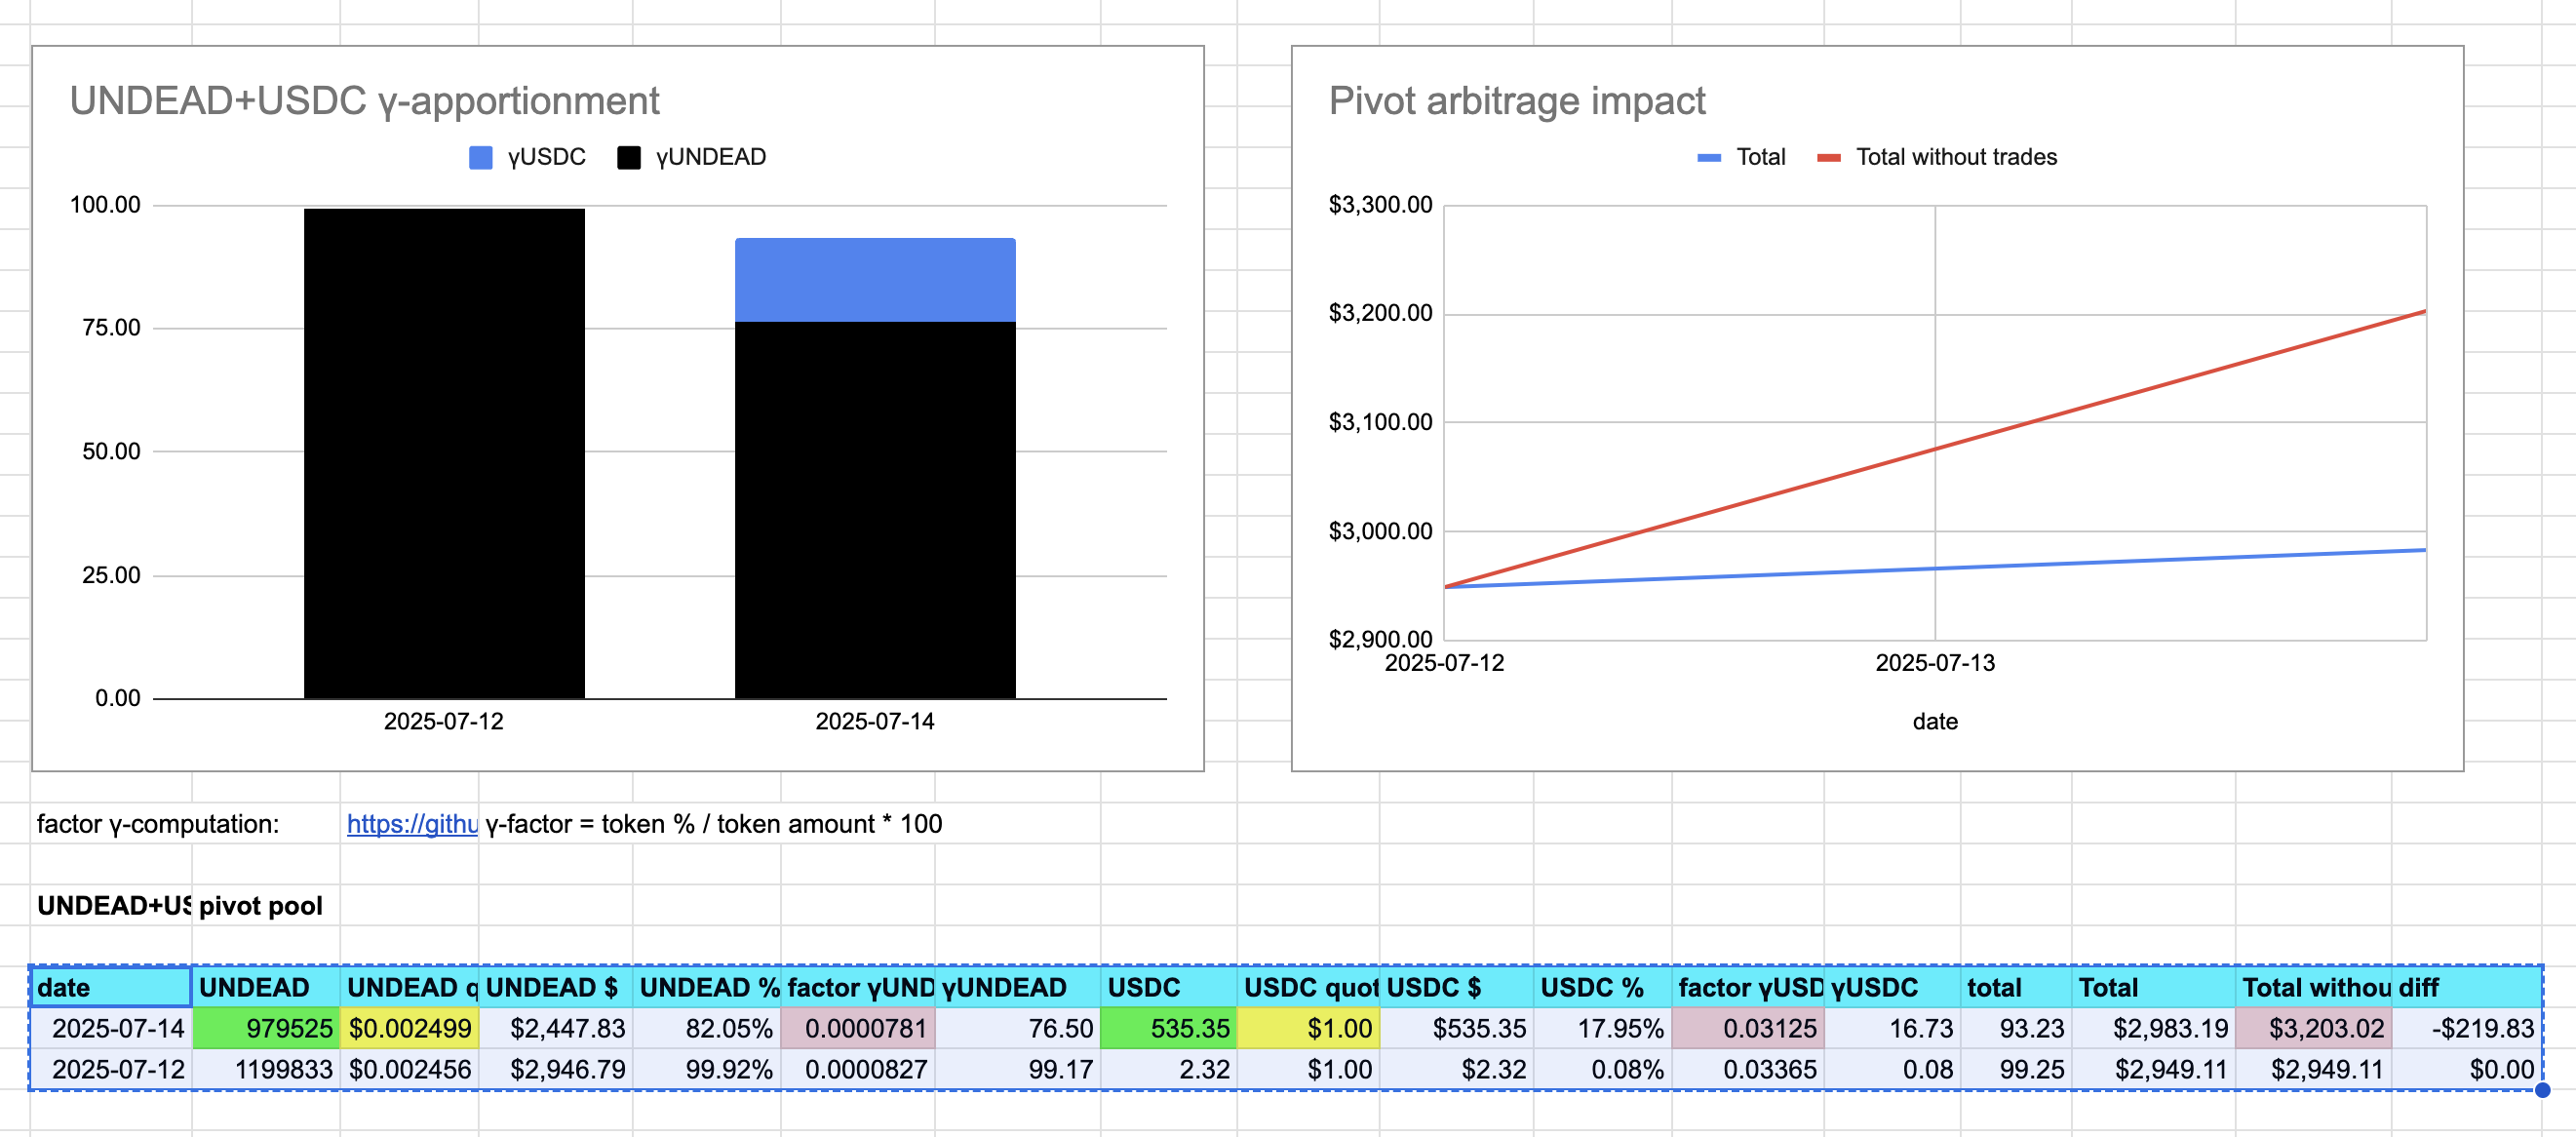 UNDEAD+USDC γ-apportionment
γUSDC γUNDEAD
100.00
75.00
50.00
25.00
0.00
2025-07-12 2025-07-14
Pivot arbitrage impact
Total Total without trades
$3,300.00
$3,200.00
$3,100.00
$3,000.00
$2,900.00
2025-07-12 2025-07-13
date
factor γ-computation: https://githu γ-factor = token % / token amount * 100
UNDEAD+US pivot pool
date UNDEAD UNDEAD q UNDEAD $ UNDEAD % factor γUND γUNDEAD USDC USDC quot USDC $ USDC % factor γUSD γUSDC total Total Total withou diff
2025-07-14 979525 $0.002499 $2,447.83 82.05% 0.0000781 76.50 535.35 $1.00 $535.35 17.95% 0.03125 16.73 93.23 $2,983.19 $3,203.02 -$219.83
2025-07-12 1199833 $0.002456 $2,946.79 99.92% 0.0000827 99.17 2.32 $1.00 $2.32 0.08% 0.03365 0.08 99.25 $2,949.11 $2,949.11 $0.00